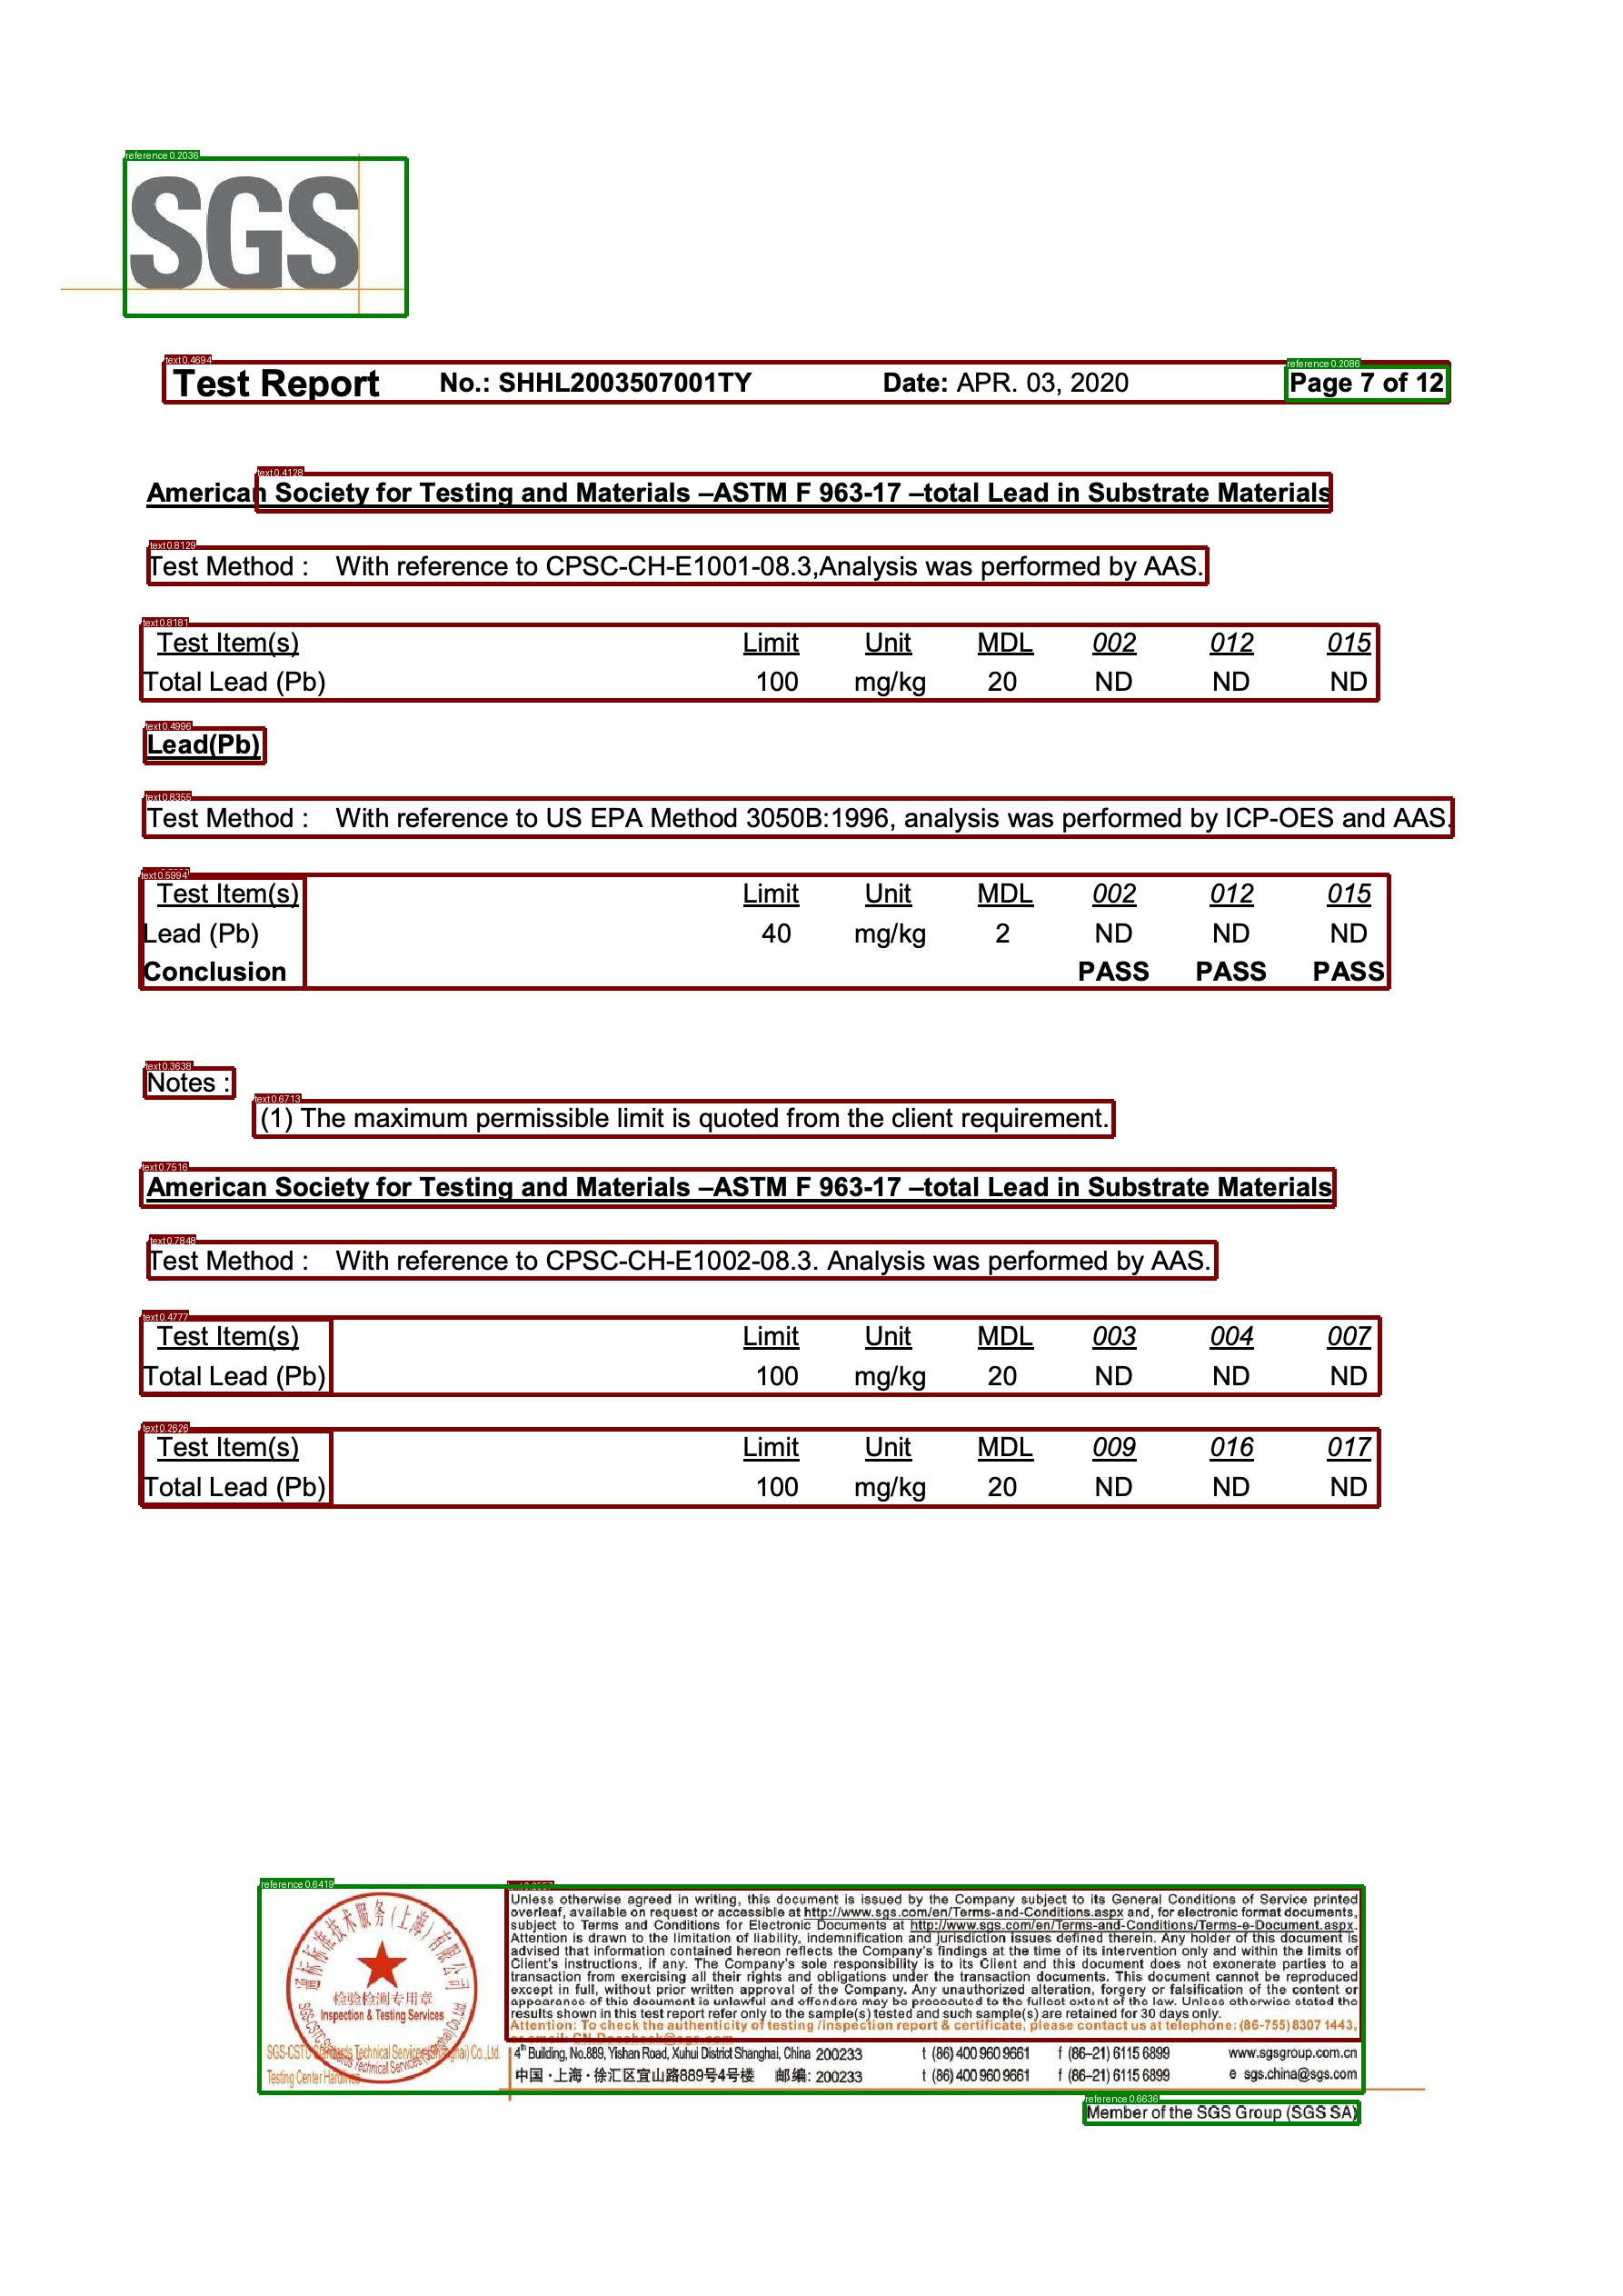 reference 0.2036
SGS
text 0.4694
reference 0.2086
Test Report No.: SHHL2003507001TY Date: APR. 03, 2020 Page 7 of 12
text 0.4128
American Society for Testing and Materials –ASTM F 963-17 –total Lead in Substrate Materials
text 0.8129
Test Method : With reference to CPSC-CH-E1001-08.3,Analysis was performed by AAS.
text 0.8181
Test Item(s) Limit Unit MDL 002 012 015
Total Lead (Pb) 100 mg/kg 20 ND ND ND
text 0.4996
Lead(Pb)
text 0.8355
Test Method : With reference to US EPA Method 3050B:1996, analysis was performed by ICP-OES and AAS.
text 0.5994
Test Item(s) Limit Unit MDL 002 012 015
Lead (Pb) 40 mg/kg 2 ND ND ND
Conclusion PASS PASS PASS
text 0.3638
Notes :
text 0.6713
(1) The maximum permissible limit is quoted from the client requirement.
text 0.7516
American Society for Testing and Materials –ASTM F 963-17 –total Lead in Substrate Materials
text 0.7848
Test Method : With reference to CPSC-CH-E1002-08.3. Analysis was performed by AAS.
text 0.4777
Test Item(s) Limit Unit MDL 003 004 007
Total Lead (Pb) 100 mg/kg 20 ND ND ND
text 0.2626
Test Item(s) Limit Unit MDL 009 016 017
Total Lead (Pb) 100 mg/kg 20 ND ND ND
reference 0.6419
通标标准技术服务(上海)有限公司
检验检测专用章
Inspection & Testing Services
SGS-CSTC Standards Technical Services (Shanghai) Co., Ltd.
Unless otherwise agreed in writing, this document is issued by the Company subject to its General Conditions of Service printed
overleaf, available on request or accessible at http://www.sgs.com/en/Terms-and-Conditions.aspx and, for electronic format documents,
subject to Terms and Conditions for Electronic Documents at http://www.sgs.com/en/Terms-and-Conditions/Terms-e-Document.aspx.
Attention is drawn to the limitation of liability, indemnification and jurisdiction issues defined therein. Any holder of this document is
advised that information contained hereon reflects the Company's findings at the time of its intervention only and within the limits of
Client's instructions, if any. The Company's sole responsibility is to its Client and this document does not exonerate parties to a
transaction from exercising all their rights and obligations under the transaction documents. This document cannot be reproduced
except in full, without prior written approval of the Company. Any unauthorized alteration, forgery or falsification of the content or
appearance of this document is unlawful and offenders may be prosecuted to the fullest extent of the law. Unless otherwise stated the
results shown in this test report refer only to the sample(s) tested and such sample(s) are retained for 30 days only.
Attention: To check the authenticity of testing /inspection report & certificate, please contact us at telephone: (86-755) 8307 1443,
or email: CN.Doccheck@sgs.com
SGS-CSTC Standards Technical Services (Shanghai) Co., Ltd.
Testing Center Hardlines
4th Building, No.889, Yishan Road, Xuhui District Shanghai, China 200233 t (86) 400 960 9661 f (86–21) 6115 6899 www.sgsgroup.com.cn
中国·上海·徐汇区宜山路889号4号楼 邮编: 200233 t (86) 400 960 9661 f (86–21) 6115 6899 e sgs.china@sgs.com
reference 0.6636
Member of the SGS Group (SGS SA)